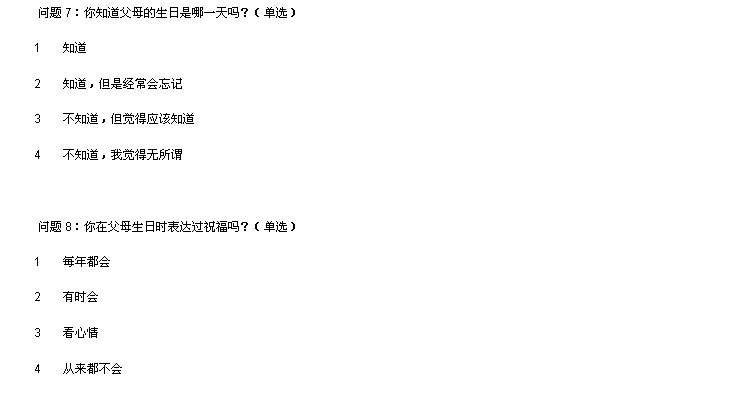 问题 7：你知道父母的生日是哪一天吗？（ 单选 ）
1 知道
2 知道，但是经常会忘记
3 不知道，但觉得应该知道
4 不知道，我觉得无所谓
问题 8：你在父母生日时表达过祝福吗？（ 单选 ）
1 每年都会
2 有时会
3 看心情
4 从来都不会